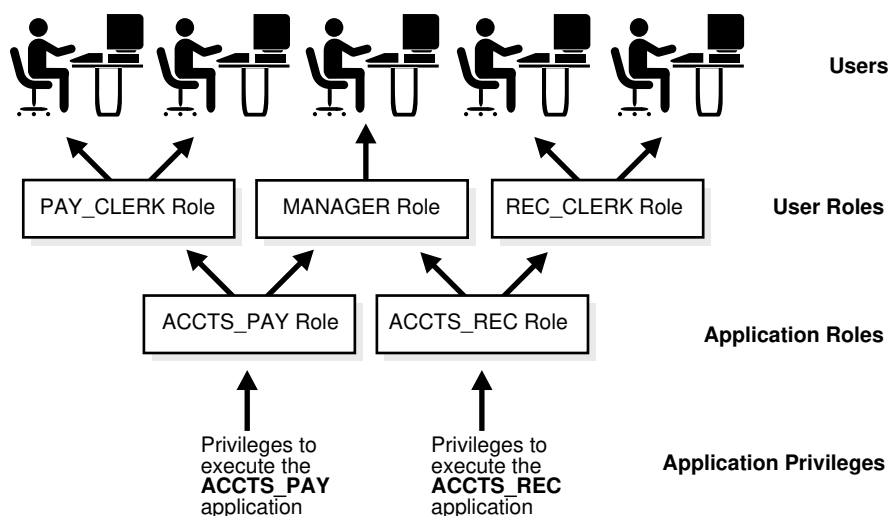 Users
PAY_CLERK Role
MANAGER Role
REC_CLERK Role
User Roles
ACCTS_PAY Role
ACCTS_REC Role
Application Roles
Privileges to
execute the
ACCTS_PAY
application
Privileges to
execute the
ACCTS_REC
application
Application Privileges